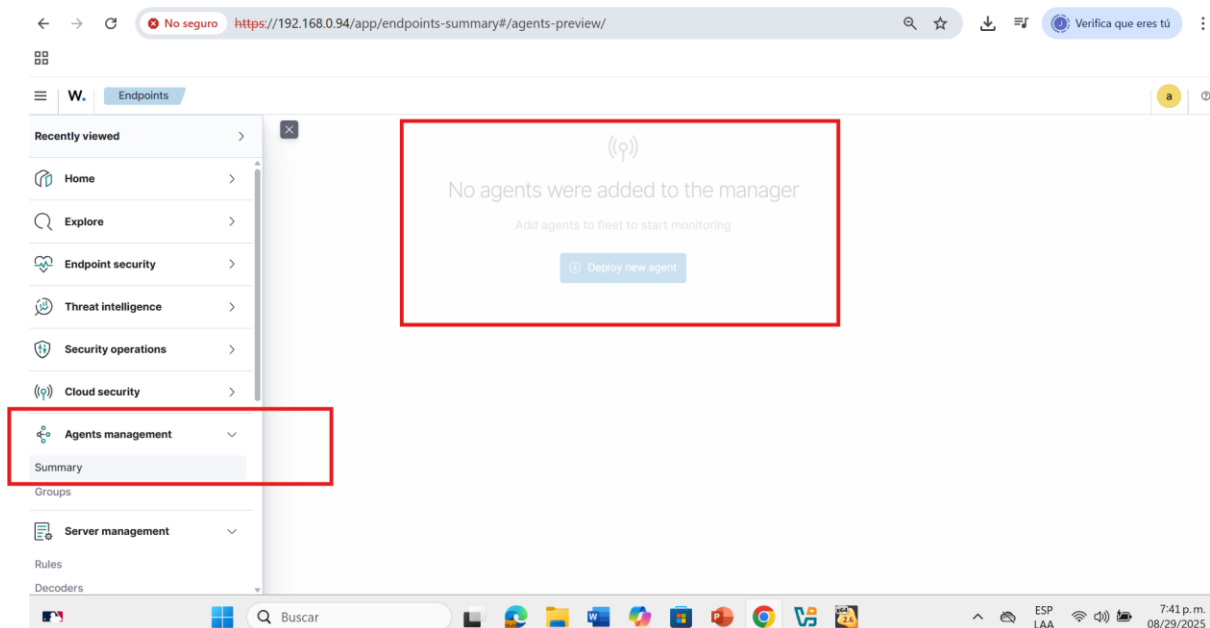 No seguro https://192.168.0.94/app/endpoints-summary#/agents-preview/ Verifica que eres tú
W. Endpoints a
Recently viewed
Home
Explore
Endpoint security
Threat intelligence
Security operations
Cloud security
Agents management
Summary
Groups
Server management
Rules
Decoders
No agents were added to the manager
Add agents to fleet to start monitoring
Deploy new agent
Buscar
ESP
LAA
7:41 p.m.
08/29/2025